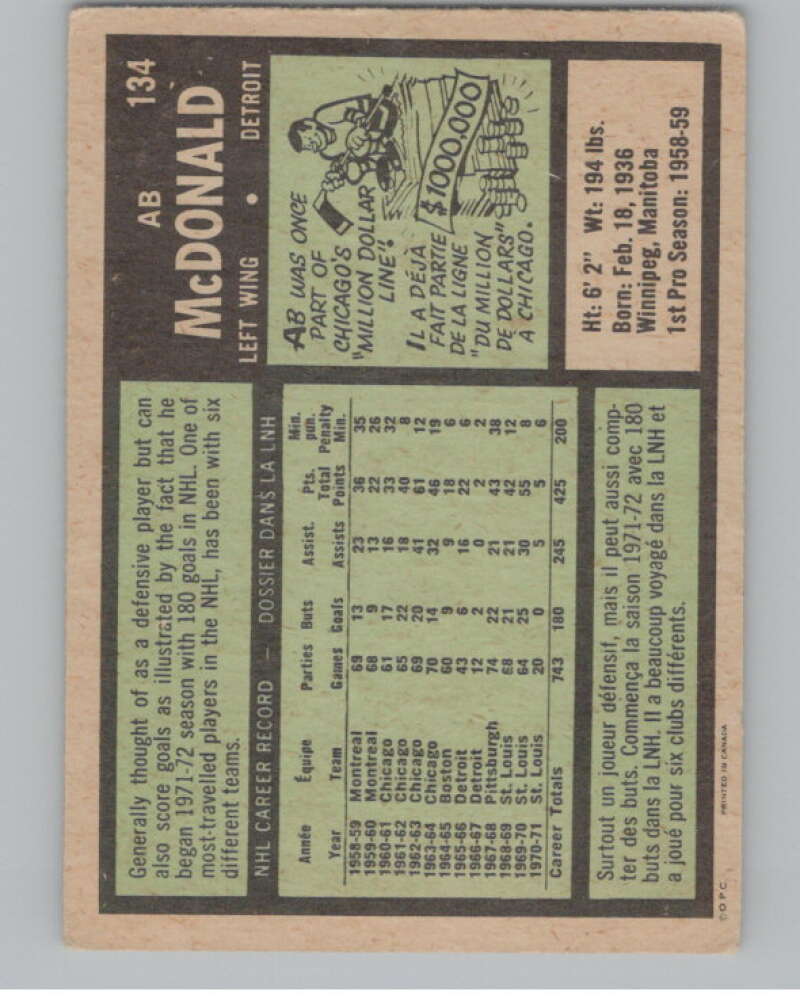 134
AB
McDONALD
LEFT WING • DETROIT
AB WAS ONCE
PART OF
CHICAGO'S
"MILLION DOLLAR
LINE".
IL A DÉJÀ
FAIT PARTIE
DE LA LIGNE
"DU MILLION
DE DOLLARS"
A CHICAGO.
$1000,000
Ht: 6' 2" Wt: 194 lbs.
Born: Feb. 18, 1936
Winnipeg, Manitoba
1st Pro Season: 1958-59
Generally thought of as a defensive player but can
also score goals as illustrated by the fact that he
began 1971-72 season with 180 goals in NHL. One of
most-travelled players in the NHL, has been with six
different teams.
NHL CAREER RECORD — DOSSIER DANS LA LNH
Année Équipe Parties Buts Assist. Pts. Min. pun.
Year Team Games Goals Assists Total Points Penalty Min.
1958-59 Montreal 69 13 23 36 35
1959-60 Montreal 68 9 13 22 26
1960-61 Chicago 61 17 16 33 32
1961-62 Chicago 65 22 18 40 8
1962-63 Chicago 69 20 41 61 12
1963-64 Chicago 70 14 32 46 19
1964-65 Boston 60 9 9 18 6
1965-66 Detroit 43 6 16 22 6
1966-67 Detroit 12 2 0 2 2
1967-68 Pittsburgh 74 22 21 43 38
1968-69 St. Louis 68 21 21 42 12
1969-70 St. Louis 64 25 30 55 8
1970-71 St. Louis 20 0 5 5 6
Career Totals 743 180 245 425 200
Surtout un joueur défensif, mais il peut aussi comp-
ter des buts. Commença la saison 1971-72 avec 180
buts dans la LNH. Il a beaucoup voyagé dans la LNH et
a joué pour six clubs différents.
© O.P.C. PRINTED IN CANADA